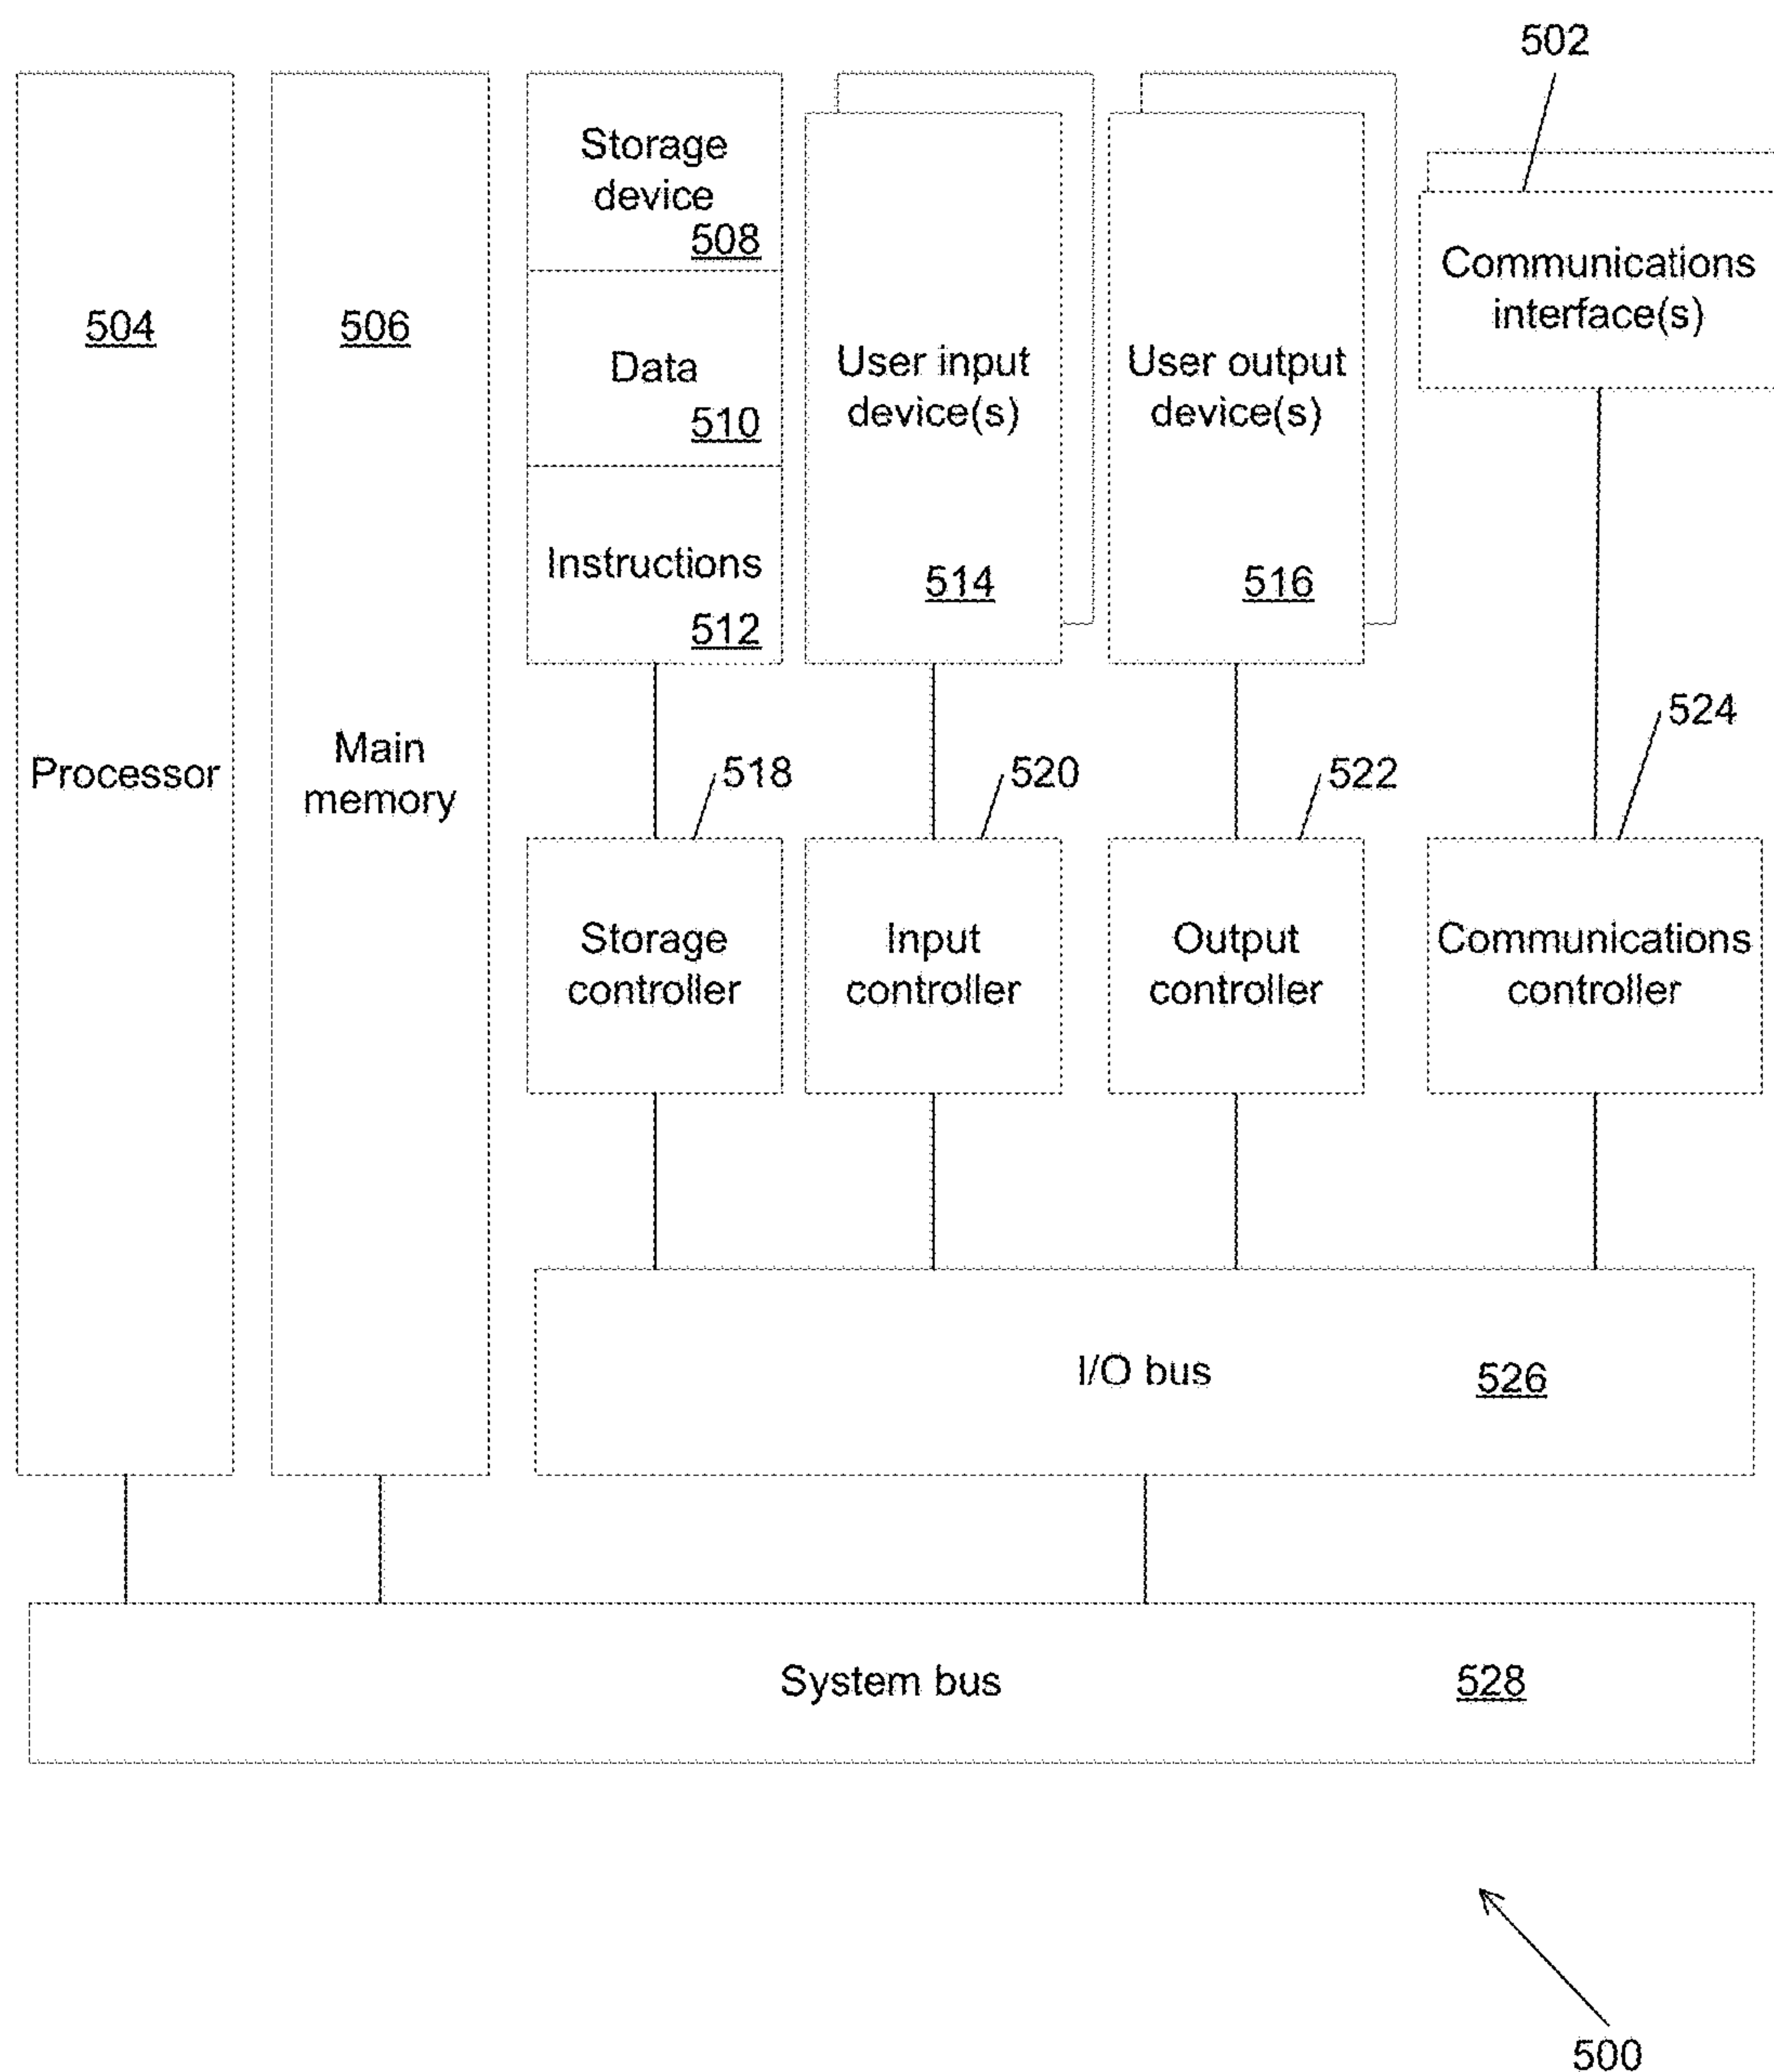 502
Storage
device
508
504
506
Communications
interface(s)
Data
510
User input
device(s)
User output
device(s)
Instructions
512
514
516
Processor
Main
memory
518
520
522
524
Storage
controller
Input
controller
Output
controller
Communications
controller
I/O bus
526
System bus
528
500